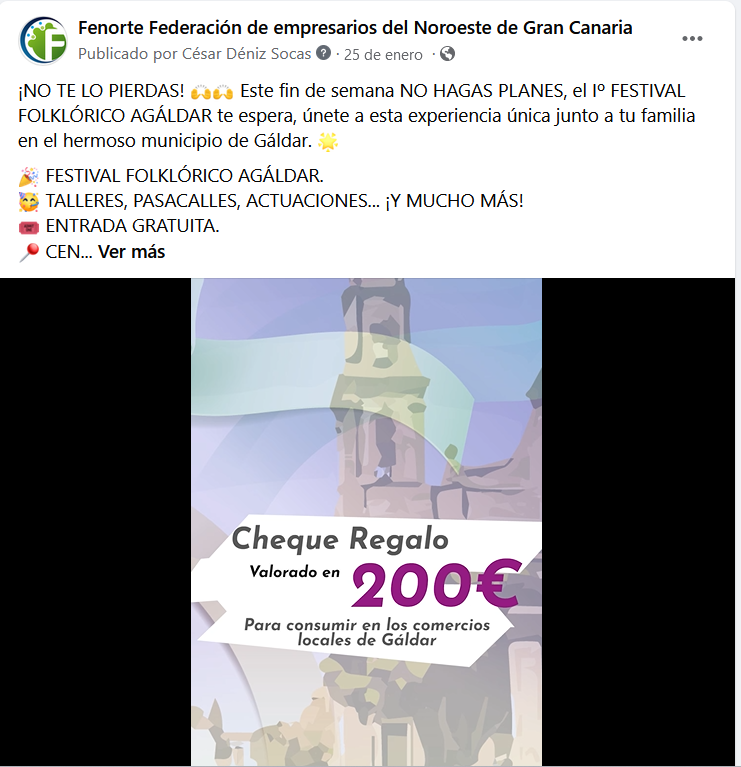 Fenorte Federación de empresarios del Noroeste de Gran Canaria
Publicado por César Déniz Socas ? · 25 de enero ·
¡NO TE LO PIERDAS! 🙌🙌 Este fin de semana NO HAGAS PLANES, el Iº FESTIVAL
FOLKLÓRICO AGÁLDAR te espera, únete a esta experiencia única junto a tu familia
en el hermoso municipio de Gáldar. 🌟
🎉 FESTIVAL FOLKLÓRICO AGÁLDAR.
🥳 TALLERES, PASACALLES, ACTUACIONES... ¡Y MUCHO MÁS!
🎟️ ENTRADA GRATUITA.
📍 CEN... Ver más
Cheque Regalo
Valorado en 200€
Para consumir en los comercios
locales de Gáldar